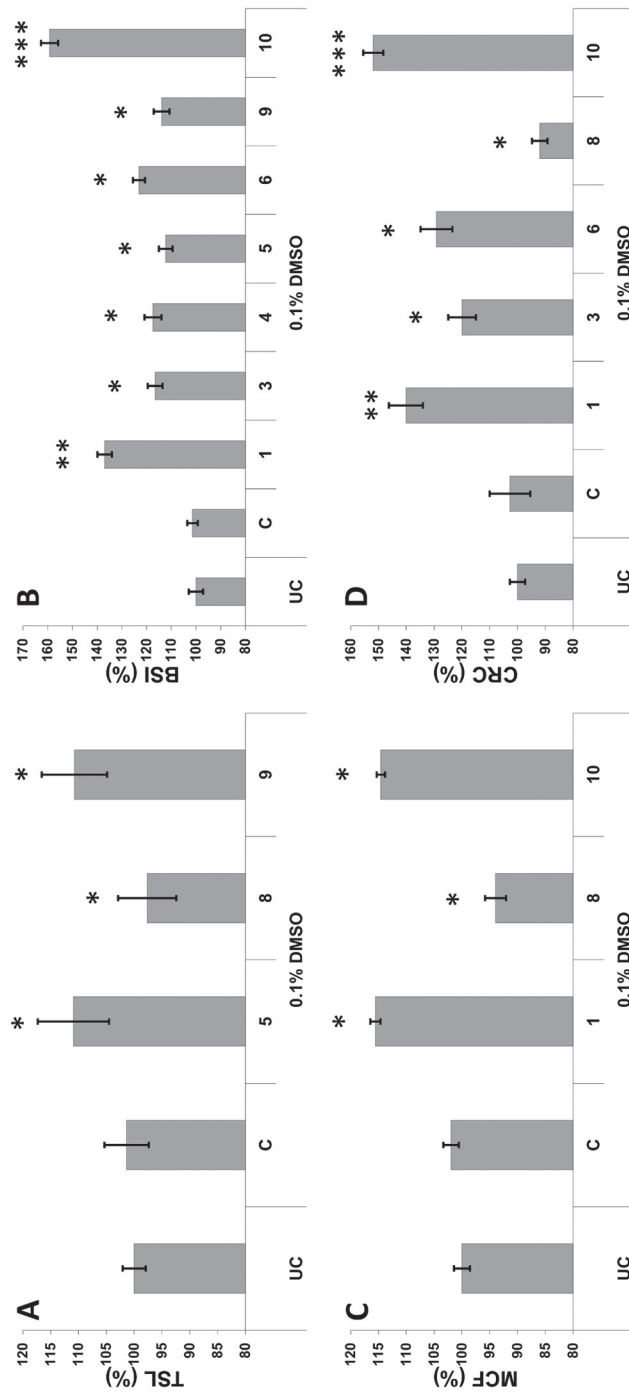 A
TSL (%)
120
115
110
105
100
95
90
85
80
* * *
UC C 5 8 9
0.1% DMSO
B
BSI (%)
170
160
150
140
130
120
110
100
90
80
** * * * * * ***
UC C 1 3 4 5 6 9 10
0.1% DMSO
C
MCF (%)
120
115
110
105
100
95
90
85
80
* * *
UC C 1 8 10
0.1% DMSO
D
CRC (%)
160
150
140
130
120
110
100
90
80
** * * * ***
UC C 1 3 6 8 10
0.1% DMSO